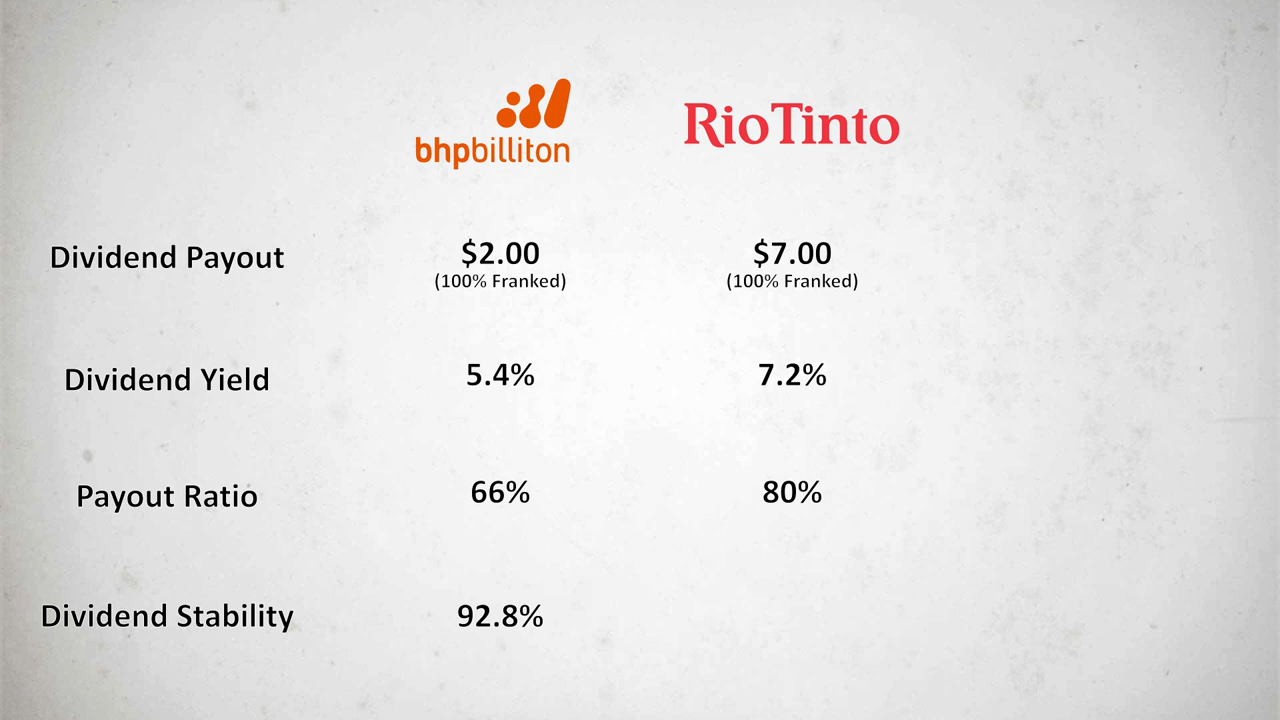 bhpbilliton
RioTinto
Dividend Payout
$2.00
$7.00
(100% Franked)
(100% Franked)
Dividend Yield
5.4%
7.2%
Payout Ratio
66%
80%
Dividend Stability
92.8%